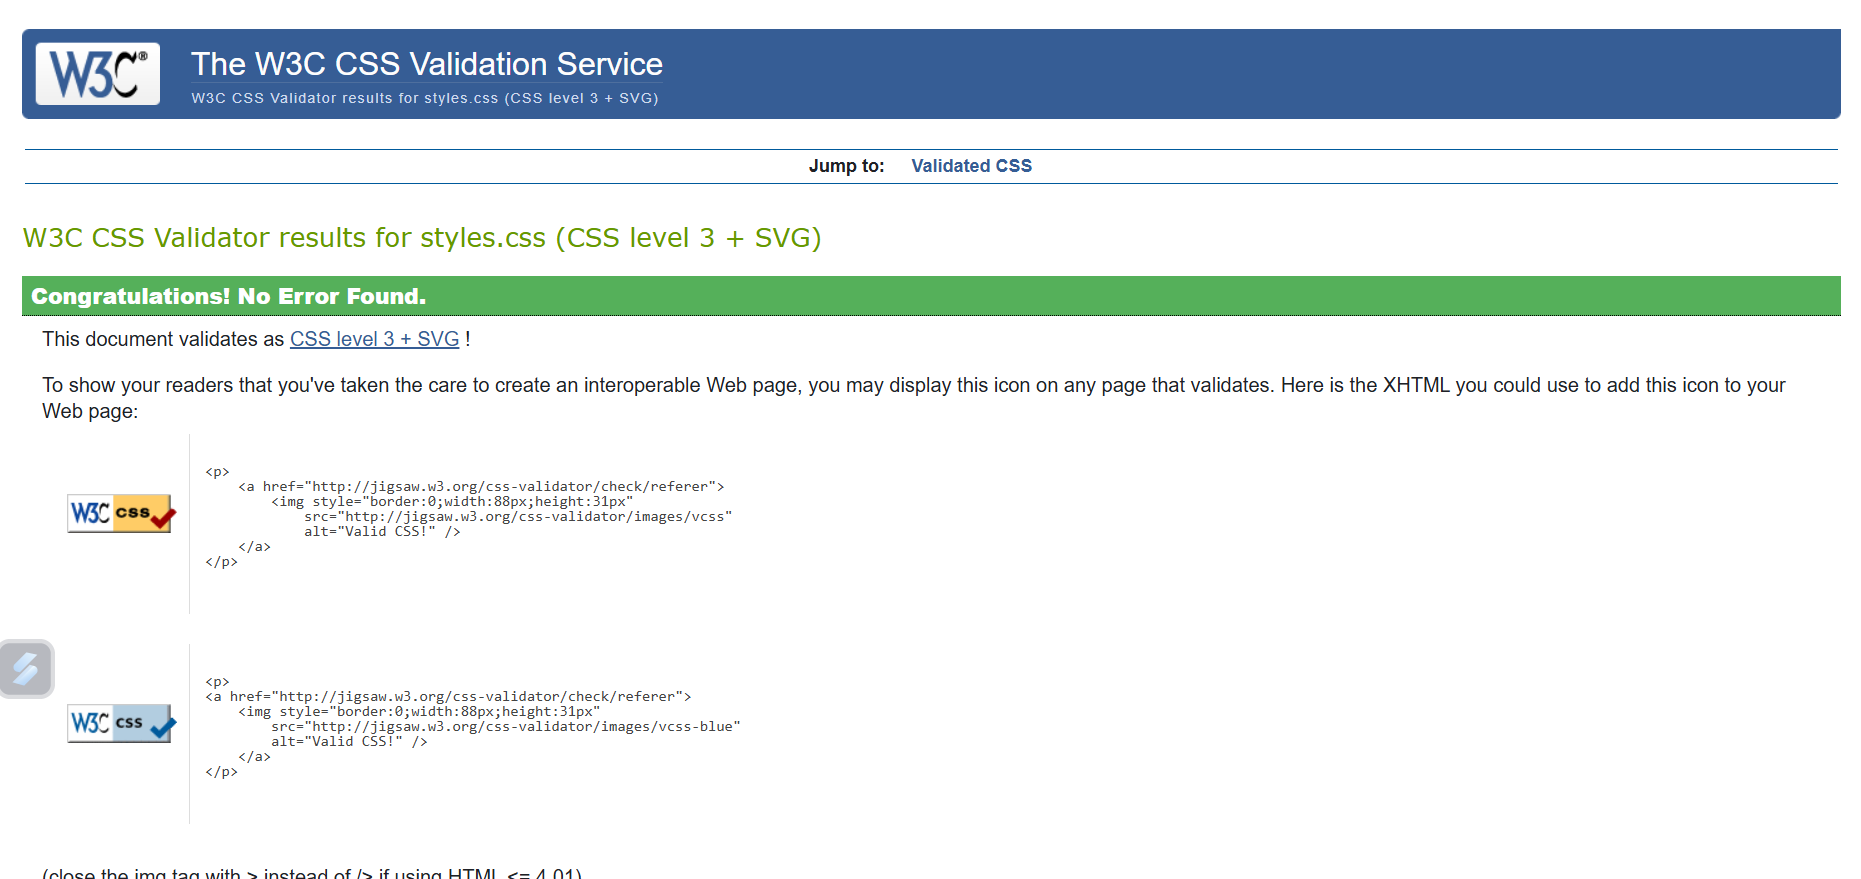 W3C®
The W3C CSS Validation Service
W3C CSS Validator results for styles.css (CSS level 3 + SVG)
Jump to: Validated CSS
W3C CSS Validator results for styles.css (CSS level 3 + SVG)
Congratulations! No Error Found.
This document validates as CSS level 3 + SVG !
To show your readers that you've taken the care to create an interoperable Web page, you may display this icon on any page that validates. Here is the XHTML you could use to add this icon to your
Web page:
W3C css
<p>
    <a href="http://jigsaw.w3.org/css-validator/check/referer">
        <img style="border:0;width:88px;height:31px"
            src="http://jigsaw.w3.org/css-validator/images/vcss"
            alt="Valid CSS!" />
    </a>
</p>
W3C css
<p>
<a href="http://jigsaw.w3.org/css-validator/check/referer">
    <img style="border:0;width:88px;height:31px"
        src="http://jigsaw.w3.org/css-validator/images/vcss-blue"
        alt="Valid CSS!" />
    </a>
</p>
(close the img tag with > instead of /> if using HTML <= 4.01)